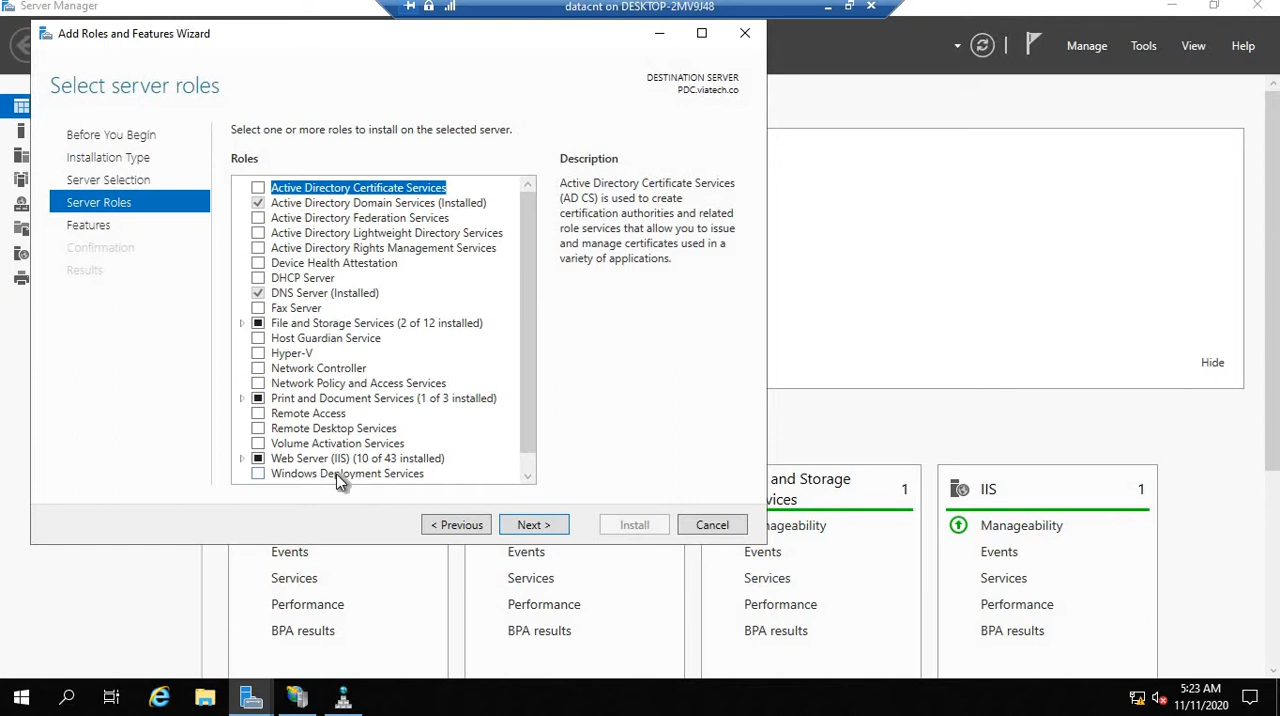 Server Manager
datacnt on DESKTOP-2MV9J48
Add Roles and Features Wizard
Manage
Tools
View
Help
Select server roles
DESTINATION SERVER
PDC.viatech.co
Before You Begin
Installation Type
Server Selection
Server Roles
Features
Confirmation
Results
Select one or more roles to install on the selected server.
Roles
Active Directory Certificate Services
Active Directory Domain Services (Installed)
Active Directory Federation Services
Active Directory Lightweight Directory Services
Active Directory Rights Management Services
Device Health Attestation
DHCP Server
DNS Server (Installed)
Fax Server
File and Storage Services (2 of 12 installed)
Host Guardian Service
Hyper-V
Network Controller
Network Policy and Access Services
Print and Document Services (1 of 3 installed)
Remote Access
Remote Desktop Services
Volume Activation Services
Web Server (IIS) (10 of 43 installed)
Windows Deployment Services
Description
Active Directory Certificate Services
(AD CS) is used to create
certification authorities and related
role services that allow you to issue
and manage certificates used in a
variety of applications.
Hide
< Previous
Next >
Install
Cancel
and Storage
1
IIS
1
Manageability
Events
Services
Performance
BPA results
Events
Services
Performance
BPA results
Events
Services
Performance
BPA results
Manageability
Events
Services
Performance
BPA results
5:23 AM
11/11/2020